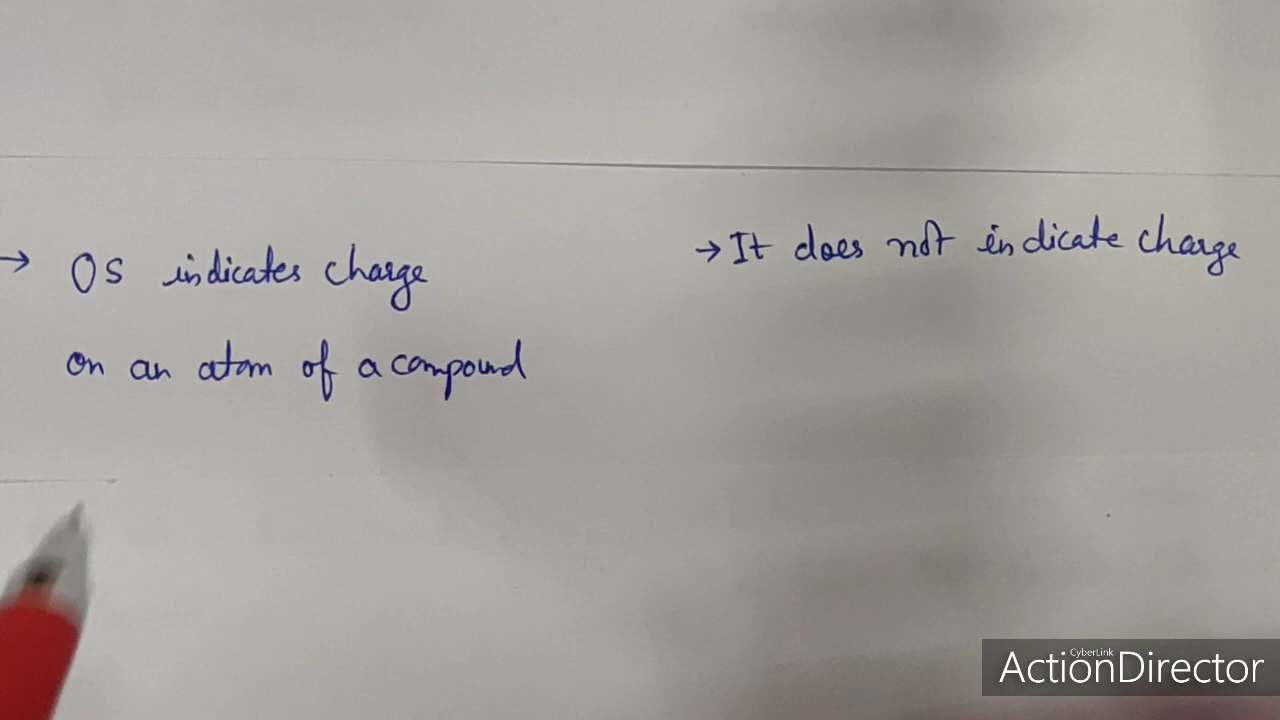 → OS indicates charge
on an atom of a compound
→ It does not indicate charge
CyberLink
ActionDirector